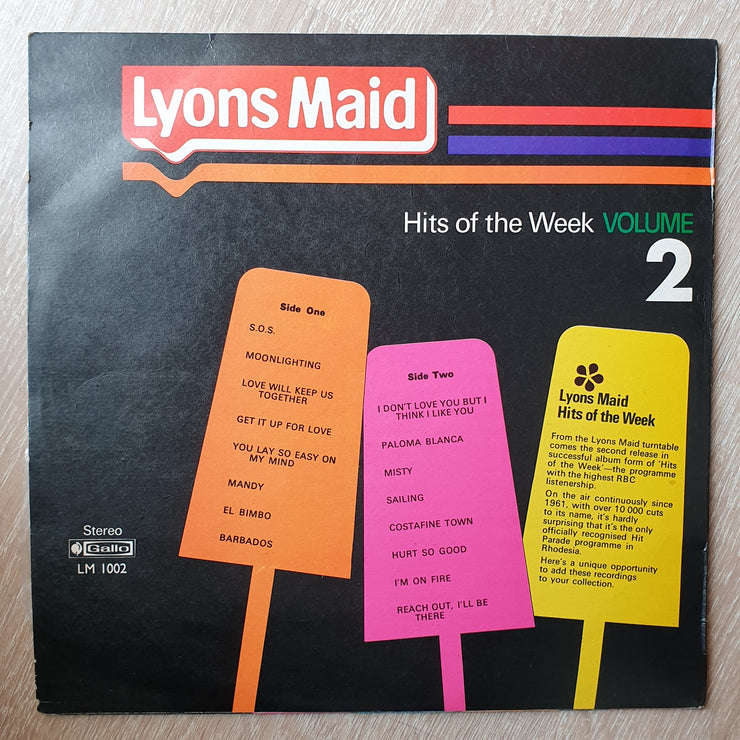 Lyons Maid
Hits of the Week VOLUME
2
Side One
S.O.S.
MOONLIGHTING
LOVE WILL KEEP US
TOGETHER
GET IT UP FOR LOVE
YOU LAY SO EASY ON
MY MIND
MANDY
EL BIMBO
BARBADOS
Side Two
I DON'T LOVE YOU BUT I
THINK I LIKE YOU
PALOMA BLANCA
MISTY
SAILING
COSTAFINE TOWN
HURT SO GOOD
I'M ON FIRE
REACH OUT, I'LL BE
THERE
Lyons Maid
Hits of the Week
From the Lyons Maid turntable
comes the second release in
successful album form of 'Hits
of the Week'—the programme
with the highest RBC
listenership.
On the air continuously since
1961, with over 10 000 cuts
to its name, it's hardly
surprising that it's the only
officially recognised Hit
Parade programme in
Rhodesia.
Here's a unique opportunity
to add these recordings
to your collection.
Stereo
Gallo
LM 1002